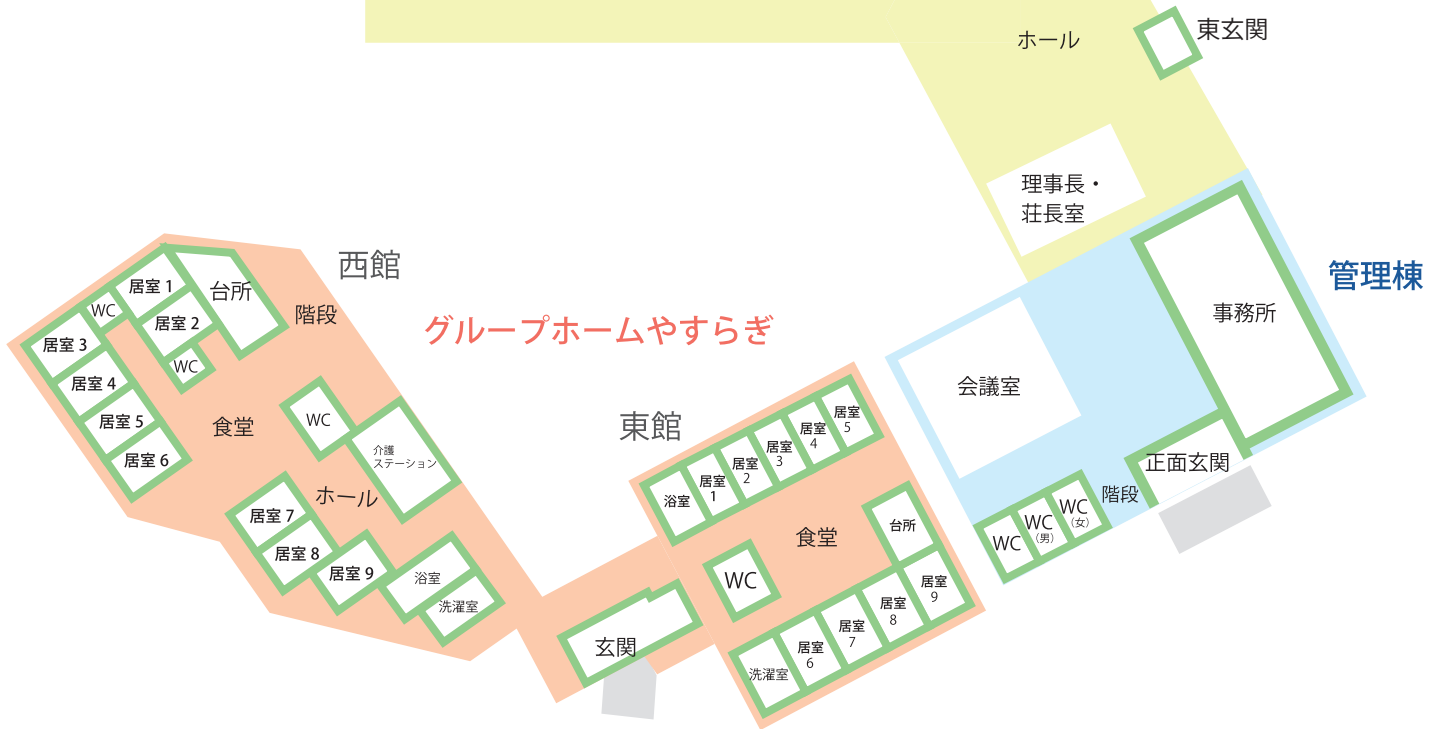 ホール
東玄関
理事長・
荘長室
管理棟
事務所
会議室
正面玄関
階段
WC
WC
（男）
WC
（女）
西館
グループホームやすらぎ
居室 1
台所
WC
居室 2
階段
居室 3
WC
居室 4
居室 5
食堂
WC
居室 6
介護
ステーション
ホール
居室 7
居室 8
居室 9
浴室
洗濯室
玄関
東館
浴室
居室
1
居室
2
居室
3
居室
4
居室
5
食堂
台所
WC
洗濯室
居室
6
居室
7
居室
8
居室
9